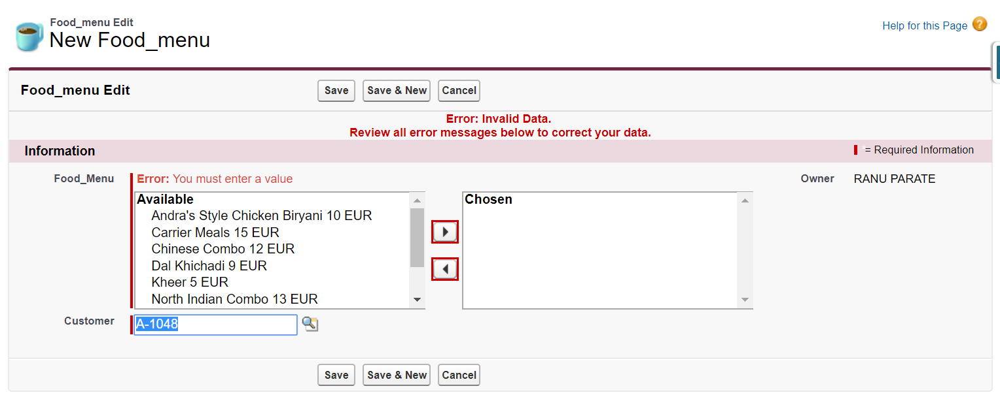 Food_menu Edit
New Food_menu
Help for this Page ?
Food_menu Edit
Save Save & New Cancel
Error: Invalid Data.
Review all error messages below to correct your data.
Information
= Required Information
Food_Menu
Error: You must enter a value
Owner RANU PARATE
Available
Andra's Style Chicken Biryani 10 EUR
Carrier Meals 15 EUR
Chinese Combo 12 EUR
Dal Khichadi 9 EUR
Kheer 5 EUR
North Indian Combo 13 EUR
Chosen
Customer A-1048
Save Save & New Cancel